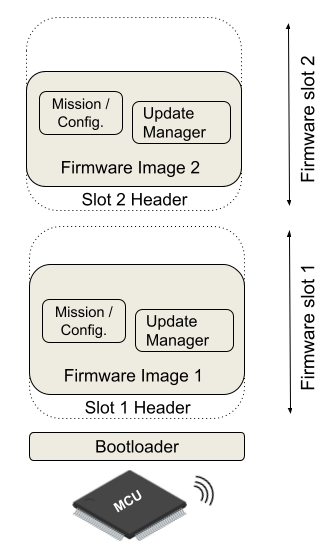 Mission /
Config.
Update
Manager
Firmware Image 2
Slot 2 Header
Firmware slot 2
Mission /
Config.
Update
Manager
Firmware Image 1
Slot 1 Header
Firmware slot 1
Bootloader
MCU